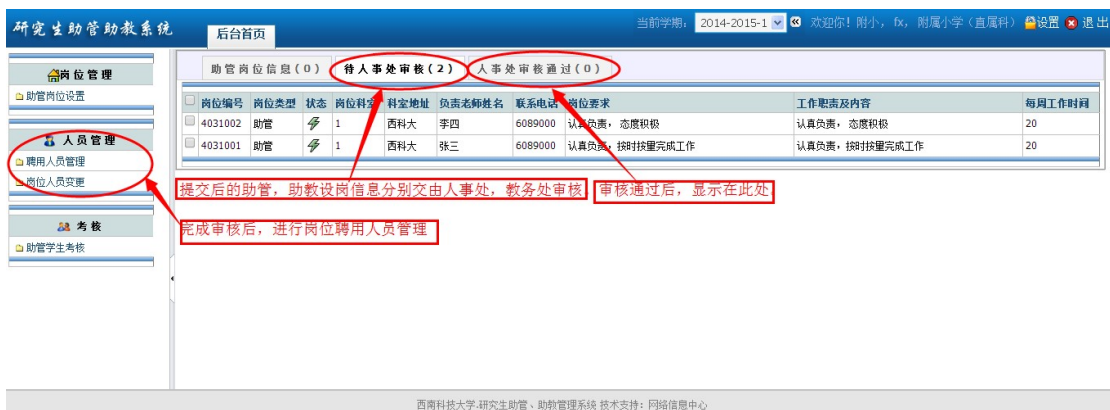 研究生助管助教系统
后台首页
当前学期： 2014-2015-1 欢迎你！附小，fx，附属小学（直属科） 设置 退出
岗位管理
助管岗位设置
人员管理
聘用人员管理
岗位人员变更
考核
助管学生考核
助管岗位信息(0) 待人事处审核(2) 人事处审核通过(0)
岗位编号 岗位类型 状态 岗位科室 科室地址 负责老师姓名 联系电话 岗位要求 工作职责及内容 每周工作时间
4031002 助管 1 西科大 李四 6089000 认真负责，态度积极 认真负责，态度积极 20
4031001 助管 1 西科大 张三 6089000 认真负责，按时按量完成工作 认真负责，按时按量完成工作 20
提交后的助管，助教设岗信息分别交由人事处，教务处审核 审核通过后，显示在此处
完成审核后，进行岗位聘用人员管理
西南科技大学-研究生助管、助教管理系统 技术支持：网络信息中心